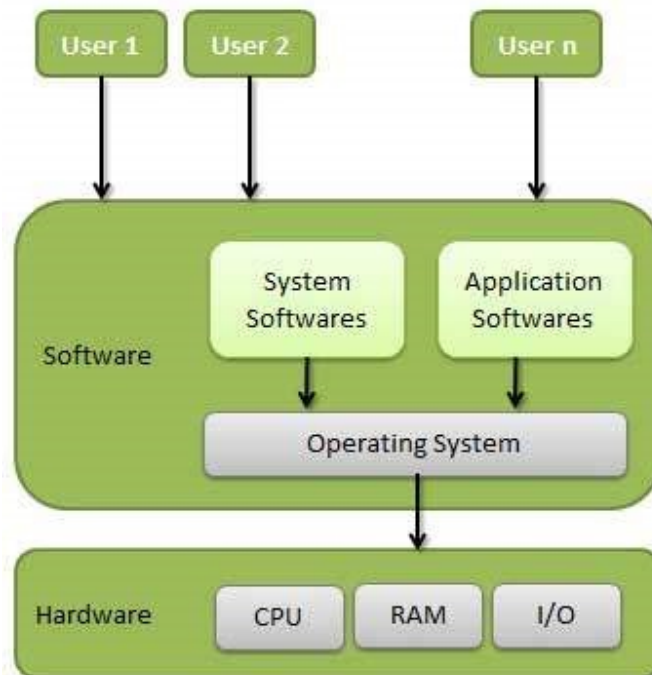 User 1
User 2
User n
System
Softwares
Application
Softwares
Software
Operating System
Hardware
CPU
RAM
I/O